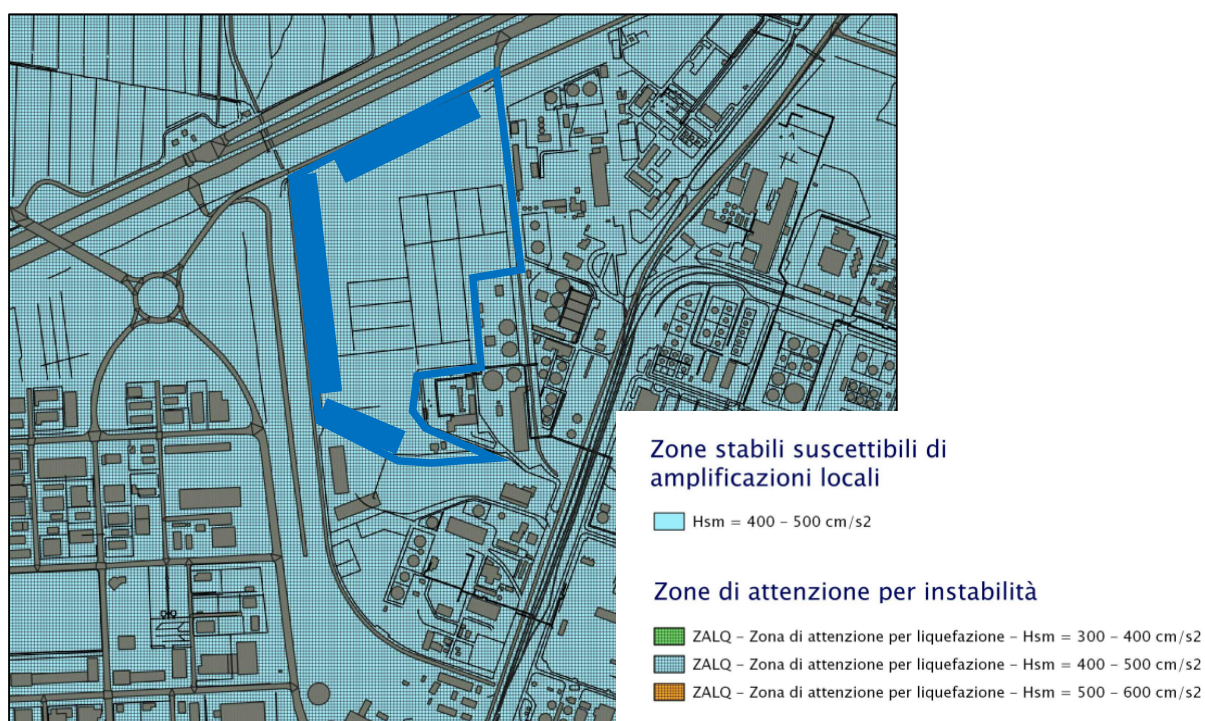 Zone stabili suscettibili di
amplificazioni locali
Hsm = 400 - 500 cm/s2
Zone di attenzione per instabilità
ZALQ - Zona di attenzione per liquefazione - Hsm = 300 - 400 cm/s2
ZALQ - Zona di attenzione per liquefazione - Hsm = 400 - 500 cm/s2
ZALQ - Zona di attenzione per liquefazione - Hsm = 500 - 600 cm/s2